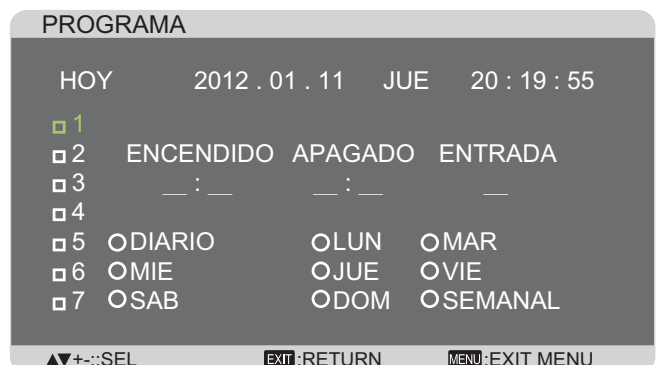 PROGRAMA
HOY 2012 . 01 . 11 JUE 20 : 19 : 55
1
2 ENCENDIDO APAGADO ENTRADA
3 __ : __ __ : __ __
4
5 DIARIO LUN MAR
6 MIE JUE VIE
7 SAB DOM SEMANAL
▲▼+-::SEL EXIT:RETURN MENU:EXIT MENU